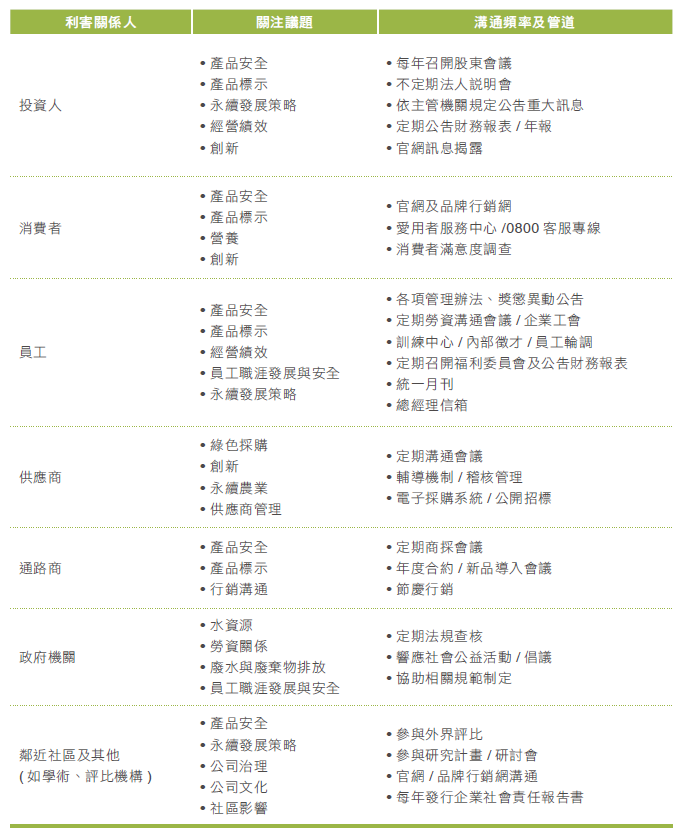 利害關係人 關注議題 溝通頻率及管道
投資人
• 產品安全
• 產品標示
• 永續發展策略
• 經營績效
• 創新
• 每年召開股東會議
• 不定期法人說明會
• 依主管機關規定公告重大訊息
• 定期公告財務報表 / 年報
• 官網訊息揭露
消費者
• 產品安全
• 產品標示
• 營養
• 創新
• 官網及品牌行銷網
• 愛用者服務中心 /0800 客服專線
• 消費者滿意度調查
員工
• 產品安全
• 產品標示
• 經營績效
• 員工職涯發展與安全
• 永續發展策略
• 各項管理辦法、獎懲異動公告
• 定期勞資溝通會議 / 企業工會
• 訓練中心 / 內部徵才 / 員工輪調
• 定期召開福利委員會及公告財務報表
• 統一月刊
• 總經理信箱
供應商
• 綠色採購
• 創新
• 永續農業
• 供應商管理
• 定期溝通會議
• 輔導機制 / 稽核管理
• 電子採購系統 / 公開招標
通路商
• 產品安全
• 產品標示
• 行銷溝通
• 定期商採會議
• 年度合約 / 新品導入會議
• 節慶行銷
政府機關
• 水資源
• 勞資關係
• 廢水與廢棄物排放
• 員工職涯發展與安全
• 定期法規查核
• 響應社會公益活動 / 倡議
• 協助相關規範制定
鄰近社區及其他
( 如學術、評比機構 )
• 產品安全
• 永續發展策略
• 公司治理
• 公司文化
• 社區影響
• 參與外界評比
• 參與研究計畫 / 研討會
• 官網 / 品牌行銷網溝通
• 每年發行企業社會責任報告書